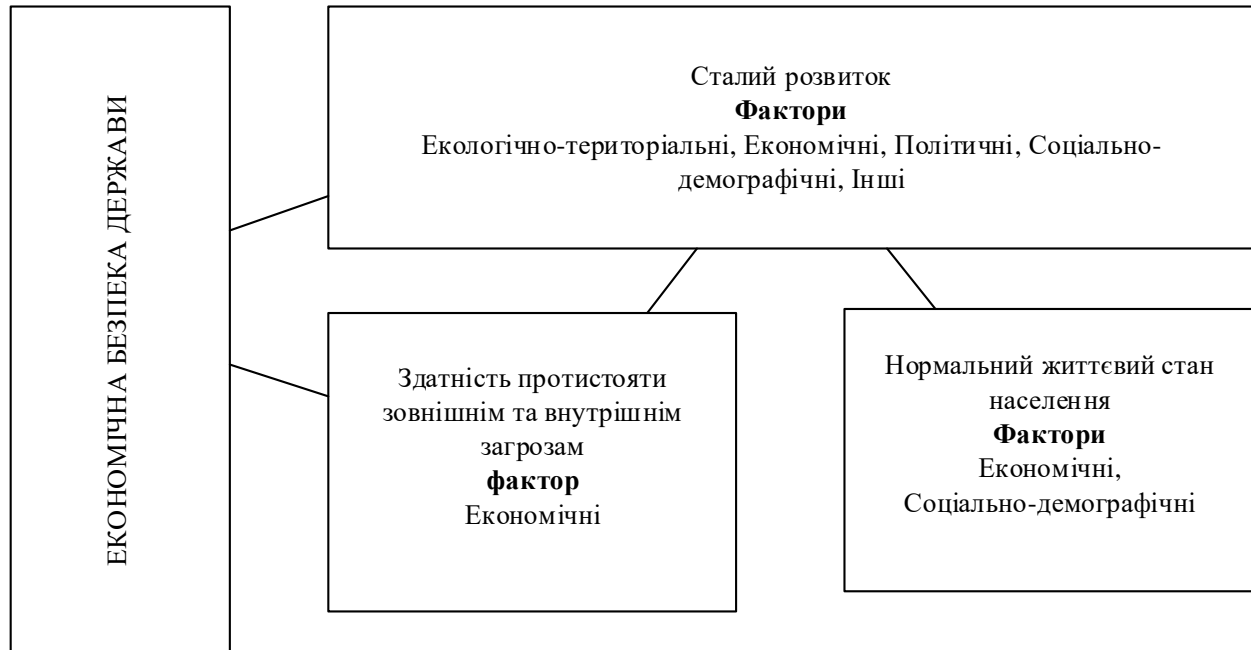 ЕКОНОМІЧНА БЕЗПЕКА ДЕРЖАВИ
Сталий розвиток
Фактори
Екологічно-територіальні, Економічні, Політичні, Соціально-
демографічні, Інші
Здатність протистояти
зовнішнім та внутрішнім
загрозам
фактор
Економічні
Нормальний життєвий стан
населення
Фактори
Економічні,
Соціально-демографічні